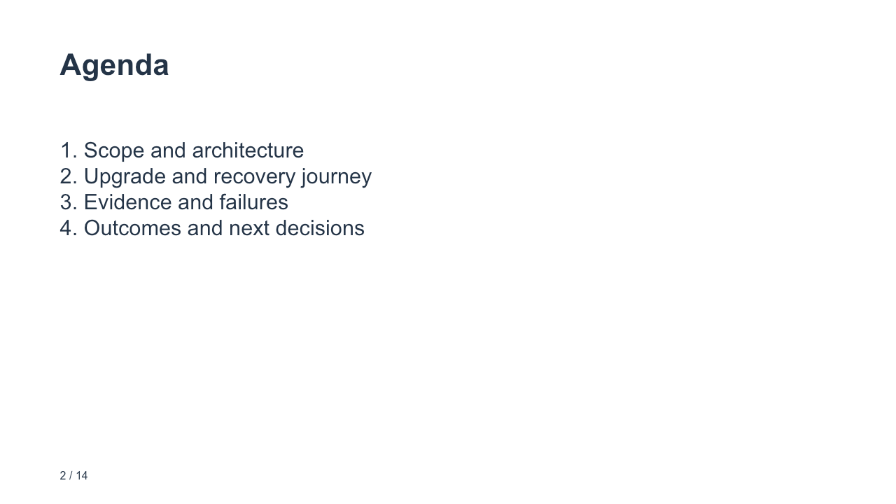 Agenda
1. Scope and architecture
2. Upgrade and recovery journey
3. Evidence and failures
4. Outcomes and next decisions
2 / 14